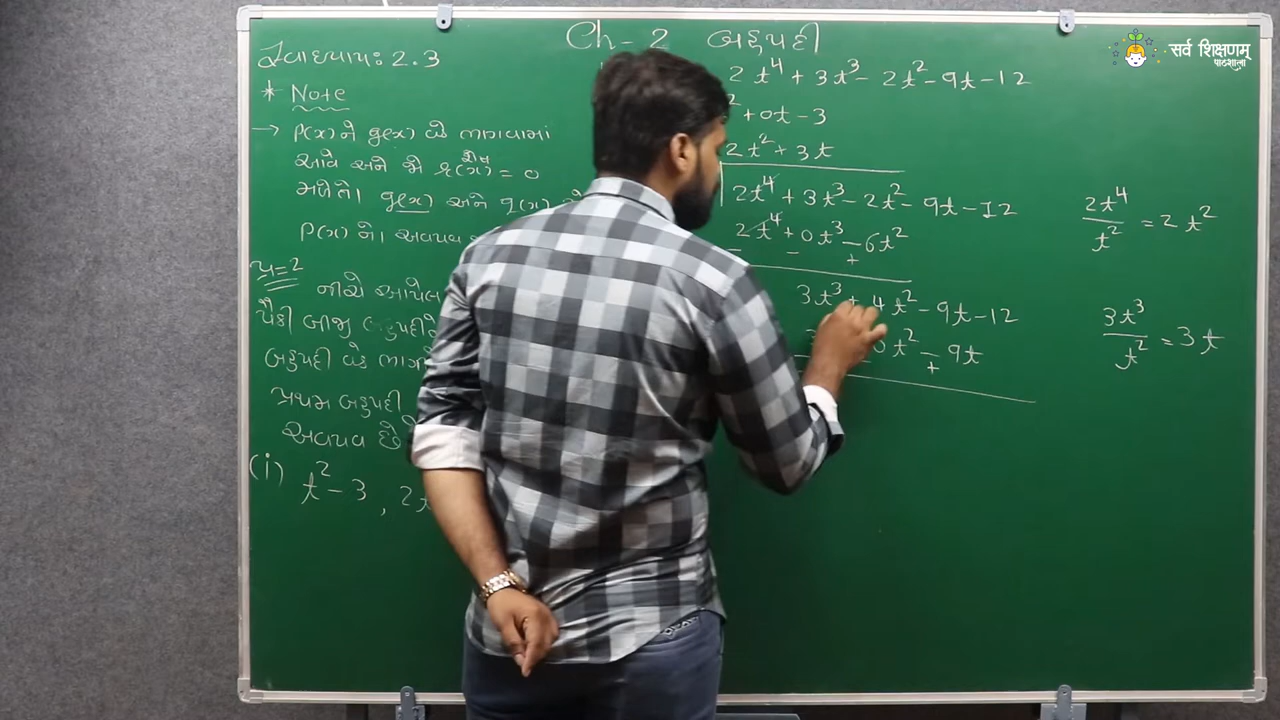 Ch - 2 બહુપદી
સર્વ શિક્ષણમ્
પાઠશાલા
સ્વાધ્યાય: 2.3
* Note
→ P(x) ને g(x) વડે ભાગવામાં
આવે અને જો શેષ r(x) = 0
મળે તો g(x) અને q(x)
P(x) ના અવયવ
પ્ર=2
નીચે આપેલ
પૈકી બીજી બહુપદીને
બહુપદી વડે ભાગી
પ્રથમ બહુપદી
અવયવ છે
(i) t² - 3 , 2t
2t⁴ + 3t³ - 2t² - 9t - 12
² + 0t - 3
2t² + 3t
2t⁴ + 3t³ - 2t² - 9t - 12
2t⁴ + 0t³ - 6t²
- - +
3t³ + 4t² - 9t - 12
0t² - 9t
+
2t⁴/t² = 2t²
3t³/t² = 3t